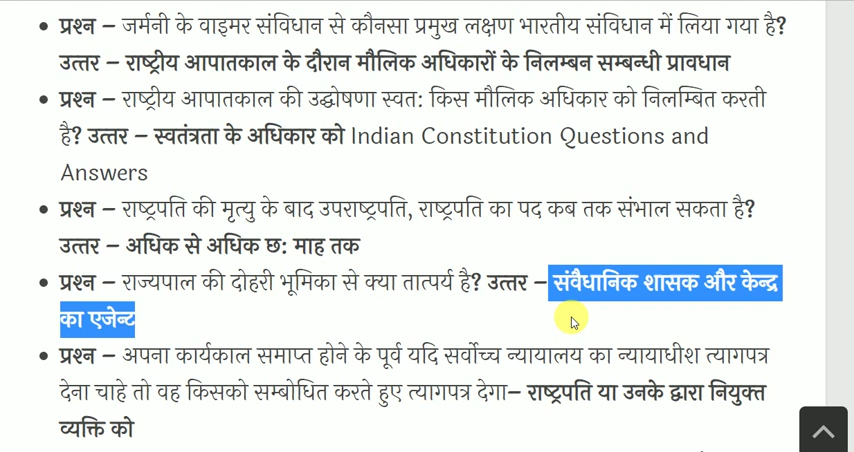 प्रश्न – जर्मनी के वाइमर संविधान से कौनसा प्रमुख लक्षण भारतीय संविधान में लिया गया है?
उत्तर – राष्ट्रीय आपातकाल के दौरान मौलिक अधिकारों के निलम्बन सम्बन्धी प्रावधान
प्रश्न – राष्ट्रीय आपातकाल की उद्घोषणा स्वत: किस मौलिक अधिकार को निलम्बित करती
है? उत्तर – स्वतंत्रता के अधिकार को Indian Constitution Questions and
Answers
प्रश्न – राष्ट्रपति की मृत्यु के बाद उपराष्ट्रपति, राष्ट्रपति का पद कब तक संभाल सकता है?
उत्तर – अधिक से अधिक छ: माह तक
प्रश्न – राज्यपाल की दोहरी भूमिका से क्या तात्पर्य है? उत्तर – संवैधानिक शासक और केन्द्र
का एजेन्ट
प्रश्न – अपना कार्यकाल समाप्त होने के पूर्व यदि सर्वोच्च न्यायालय का न्यायाधीश त्यागपत्र
देना चाहे तो वह किसको सम्बोधित करते हुए त्यागपत्र देगा– राष्ट्रपति या उनके द्वारा नियुक्त
व्यक्ति को